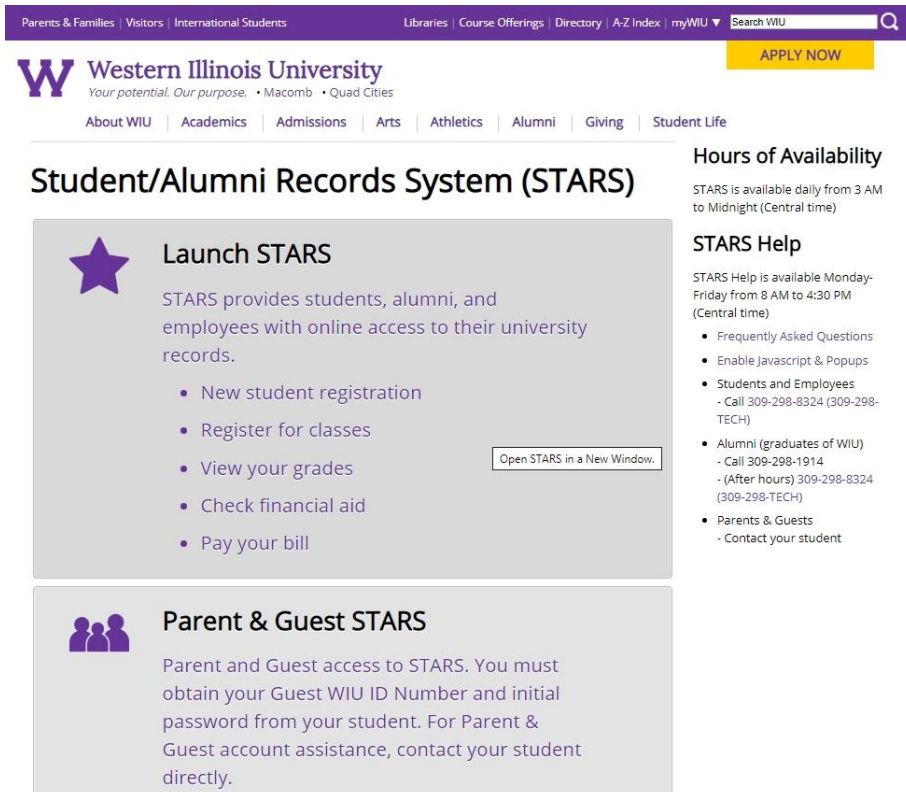 Parents & Families | Visitors | International Students
Libraries | Course Offerings | Directory | A-Z Index | myWIU ▼
Search WIU
APPLY NOW
W Western Illinois University
Your potential. Our purpose. • Macomb • Quad Cities
About WIU | Academics | Admissions | Arts | Athletics | Alumni | Giving | Student Life
Student/Alumni Records System (STARS)
Launch STARS
STARS provides students, alumni, and
employees with online access to their university
records.
• New student registration
• Register for classes
• View your grades
• Check financial aid
• Pay your bill
Open STARS in a New Window.
Parent & Guest STARS
Parent and Guest access to STARS. You must
obtain your Guest WIU ID Number and initial
password from your student. For Parent &
Guest account assistance, contact your student
directly.
Hours of Availability
STARS is available daily from 3 AM
to Midnight (Central time)
STARS Help
STARS Help is available Monday-
Friday from 8 AM to 4:30 PM
(Central time)
• Frequently Asked Questions
• Enable Javascript & Popups
• Students and Employees
- Call 309-298-8324 (309-298-
TECH)
• Alumni (graduates of WIU)
- Call 309-298-1914
- (After hours) 309-298-8324
(309-298-TECH)
• Parents & Guests
- Contact your student